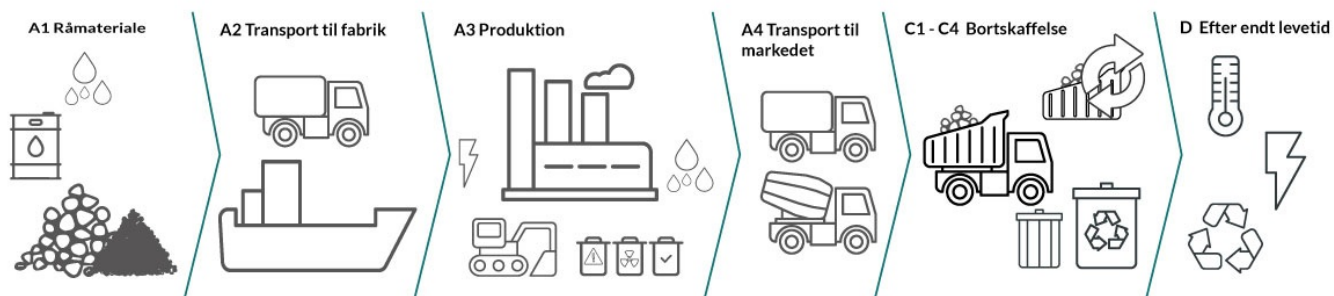 A1 Råmateriale
A2 Transport til fabrik
A3 Produktion
A4 Transport til
markedet
C1 - C4 Bortskaffelse
D Efter endt levetid